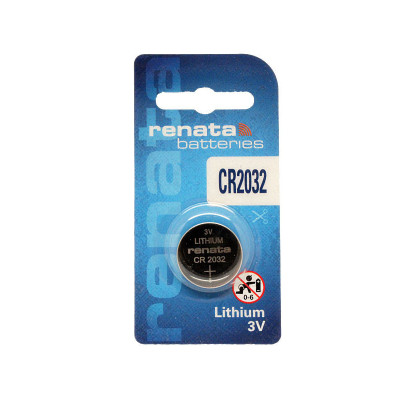 renata
batteries
CR2032
renata
3V
LITHIUM
renata
CR 2032
+
0-6
Lithium
3V